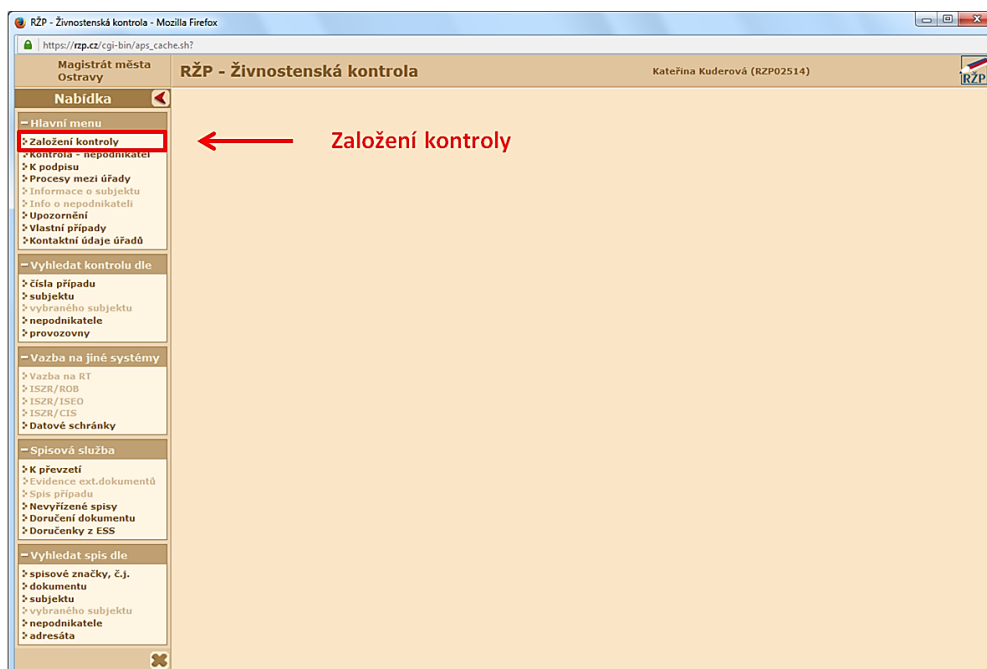 RŽP - Živnostenská kontrola - Mozilla Firefox
https://rzp.cz/cgi-bin/aps_cache.sh?
Magistrát města
Ostravy
RŽP - Živnostenská kontrola
Kateřina Kuderová (RZP02514)
RŽP
Nabídka
Hlavní menu
Založení kontroly
Založení kontroly
Kontrola - nepodnikatel
K podpisu
Procesy mezi úřady
Informace o subjektu
Info o nepodnikateli
Upozornění
Vlastní případy
Kontaktní údaje úřadů
Vyhledat kontrolu dle
čísla případu
subjektu
vybraného subjektu
nepodnikatele
provozovny
Vazba na jiné systémy
Vazba na RT
ISZR/ROB
ISZR/ISEO
ISZR/CIS
Datové schránky
Spisová služba
K převzetí
Evidence ext.dokumentů
Spis případu
Nevyřízené spisy
Doručení dokumentu
Doručenky z ESS
Vyhledat spis dle
spisové značky, č.j.
dokumentu
subjektu
vybraného subjektu
nepodnikatele
adresáta